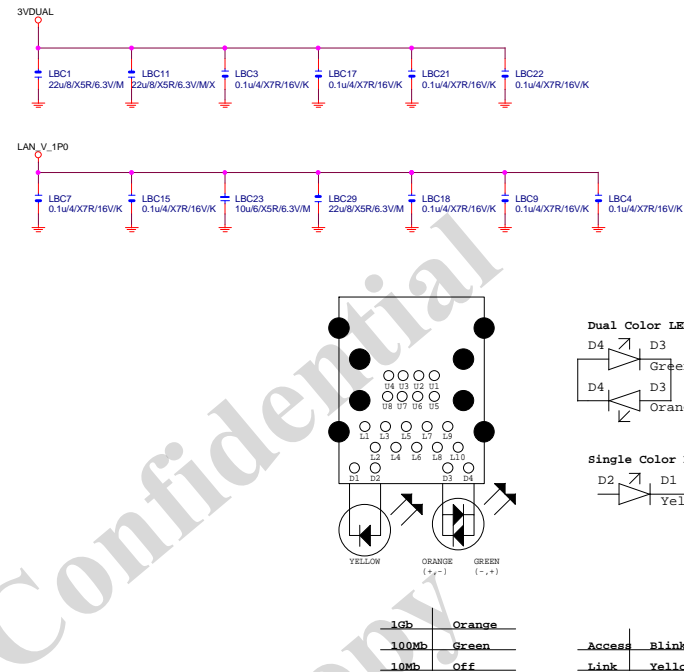 3VDUAL
LBC1
22u/8/X5R/6.3V/M
LBC11
22u/8/X5R/6.3V/M/X
LBC3
0.1u/4/X7R/16V/K
LBC17
0.1u/4/X7R/16V/K
LBC21
0.1u/4/X7R/16V/K
LBC22
0.1u/4/X7R/16V/K
LAN_V_1P0
LBC7
0.1u/4/X7R/16V/K
LBC15
0.1u/4/X7R/16V/K
LBC23
10u/6/X5R/6.3V/M
LBC29
22u/8/X5R/6.3V/M
LBC18
0.1u/4/X7R/16V/K
LBC9
0.1u/4/X7R/16V/K
LBC4
0.1u/4/X7R/16V/K
U4 U3 U2 U1
U8 U7 U6 U5
L1 L3 L5 L7 L9
L2 L4 L6 L8 L10
D1 D2 D3 D4
YELLOW
ORANGE
(+,-)
GREEN
(-,+)
Dual Color LE
D4 D3
Gree
D4 D3
Oran
Single Color
D2 D1
Yel
1Gb Orange
100Mb Green
10Mb Off
Access Blink
Link Yello
Confidential
opy